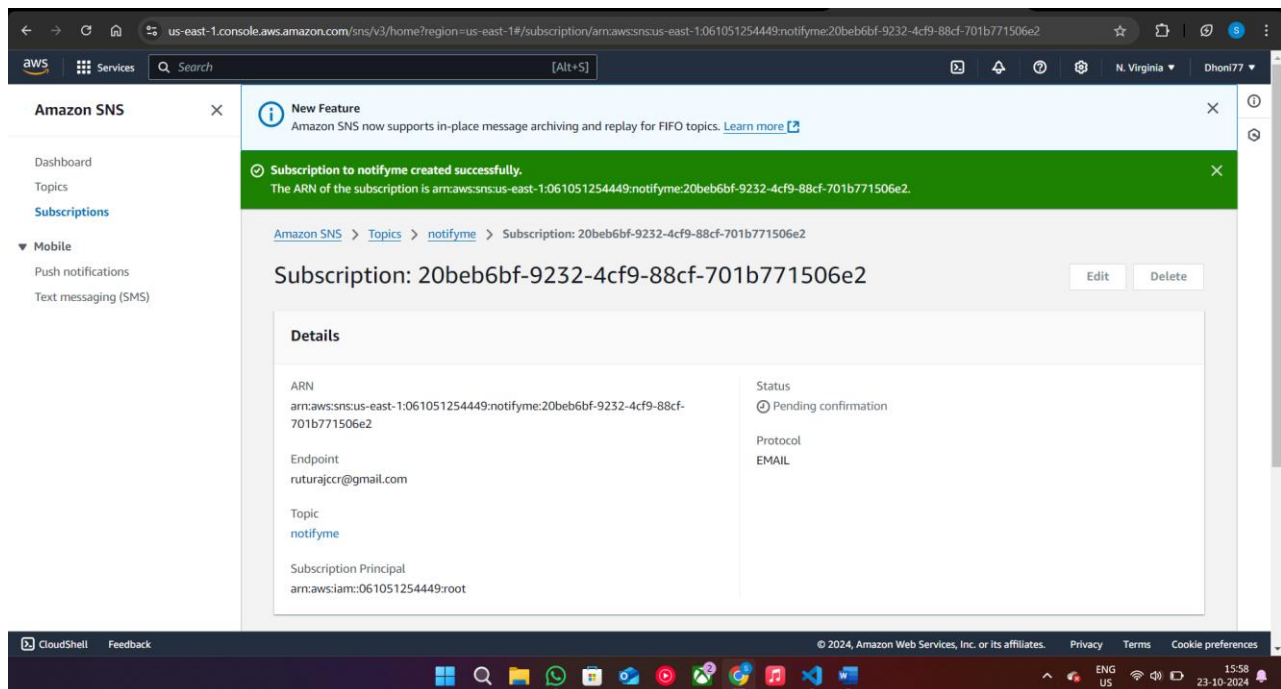 us-east-1.console.aws.amazon.com/sns/v3/home?region=us-east-1#/subscription/arn:aws:sns:us-east-1:061051254449:notifyme:20beb6bf-9232-4cf9-88cf-701b771506e2
S
aws
Services
Search
[Alt+S]
N. Virginia
Dhoni77
Amazon SNS
Dashboard
Topics
Subscriptions
Mobile
Push notifications
Text messaging (SMS)
New Feature
Amazon SNS now supports in-place message archiving and replay for FIFO topics. Learn more
Subscription to notifyme created successfully.
The ARN of the subscription is arn:aws:sns:us-east-1:061051254449:notifyme:20beb6bf-9232-4cf9-88cf-701b771506e2.
Amazon SNS > Topics > notifyme > Subscription: 20beb6bf-9232-4cf9-88cf-701b771506e2
Subscription: 20beb6bf-9232-4cf9-88cf-701b771506e2
Edit
Delete
Details
ARN
arn:aws:sns:us-east-1:061051254449:notifyme:20beb6bf-9232-4cf9-88cf-
701b771506e2
Endpoint
ruturajccr@gmail.com
Topic
notifyme
Subscription Principal
arn:aws:iam::061051254449:root
Status
Pending confirmation
Protocol
EMAIL
CloudShell
Feedback
© 2024, Amazon Web Services, Inc. or its affiliates.
Privacy
Terms
Cookie preferences
ENG
US
15:58
23-10-2024